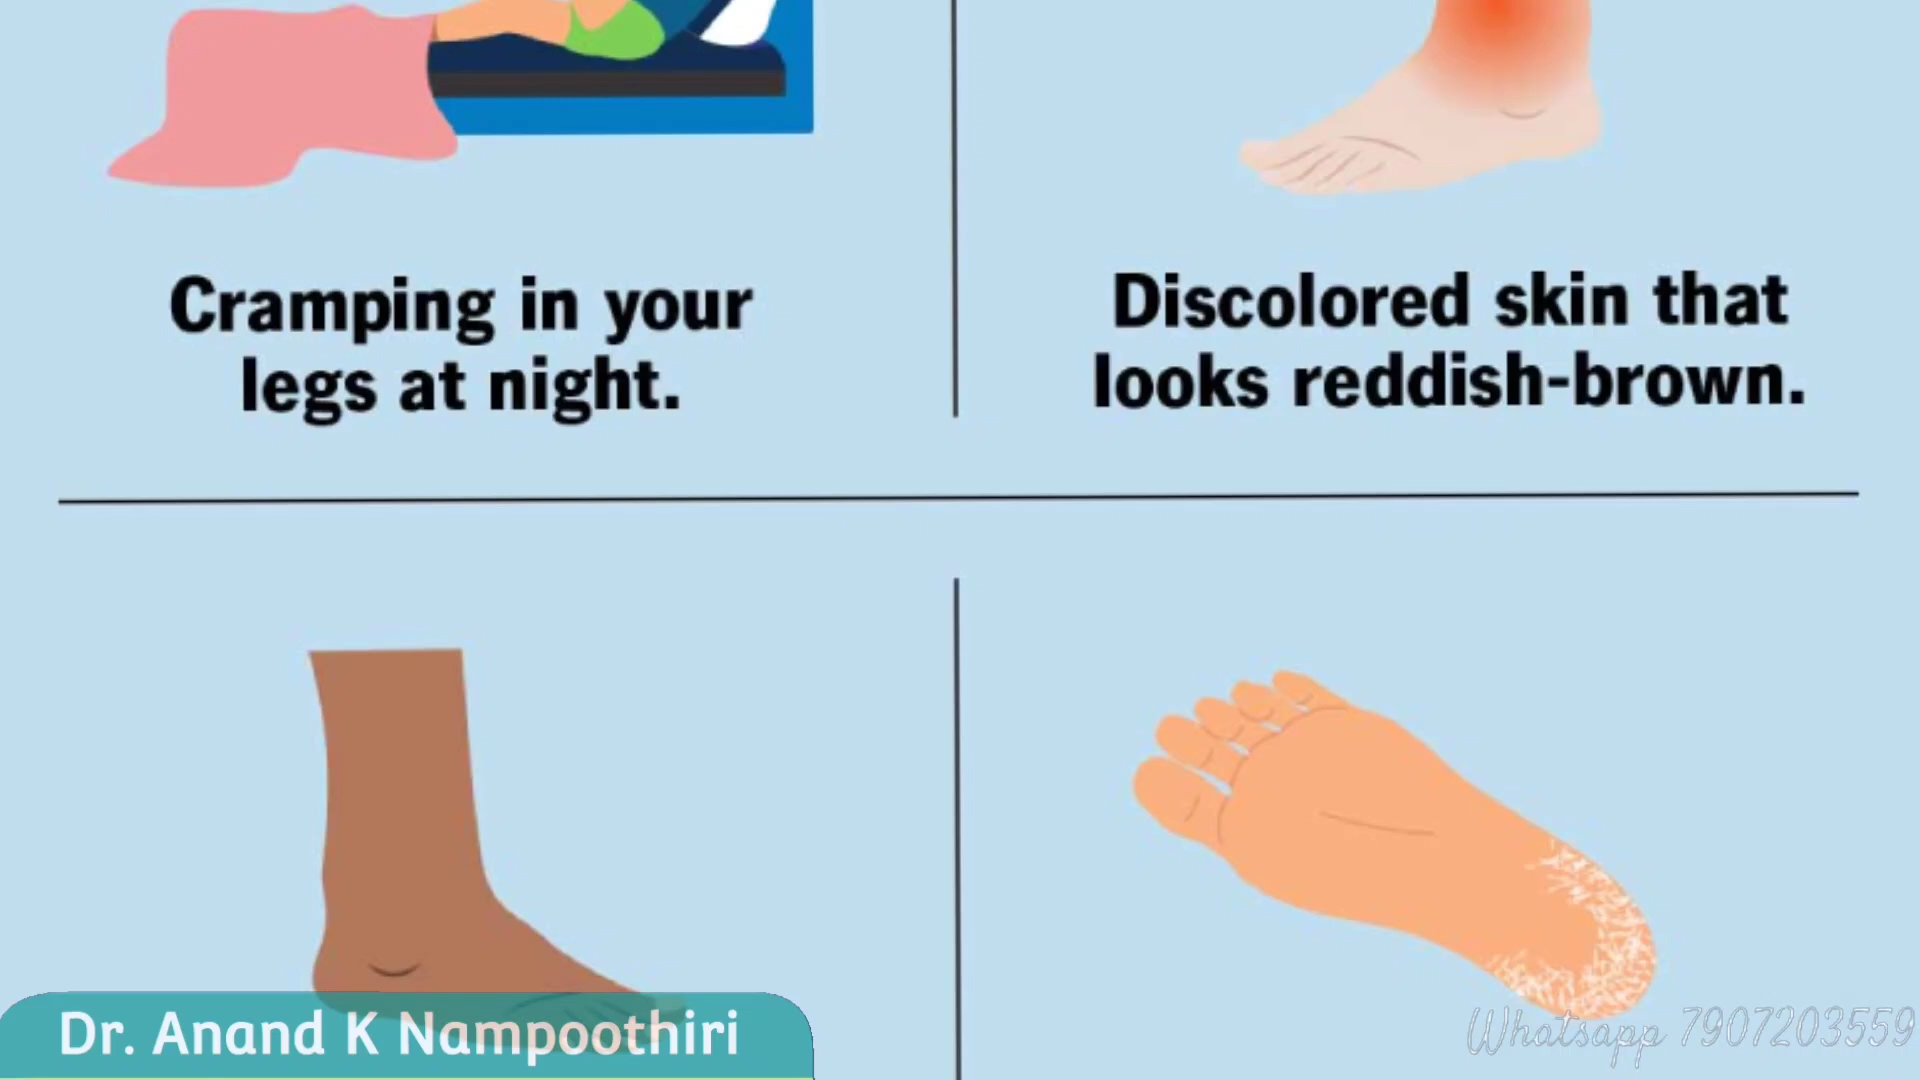 Cramping in your
legs at night.
Discolored skin that
looks reddish-brown.
Dr. Anand K Nampoothiri
Whatsapp 7907203559